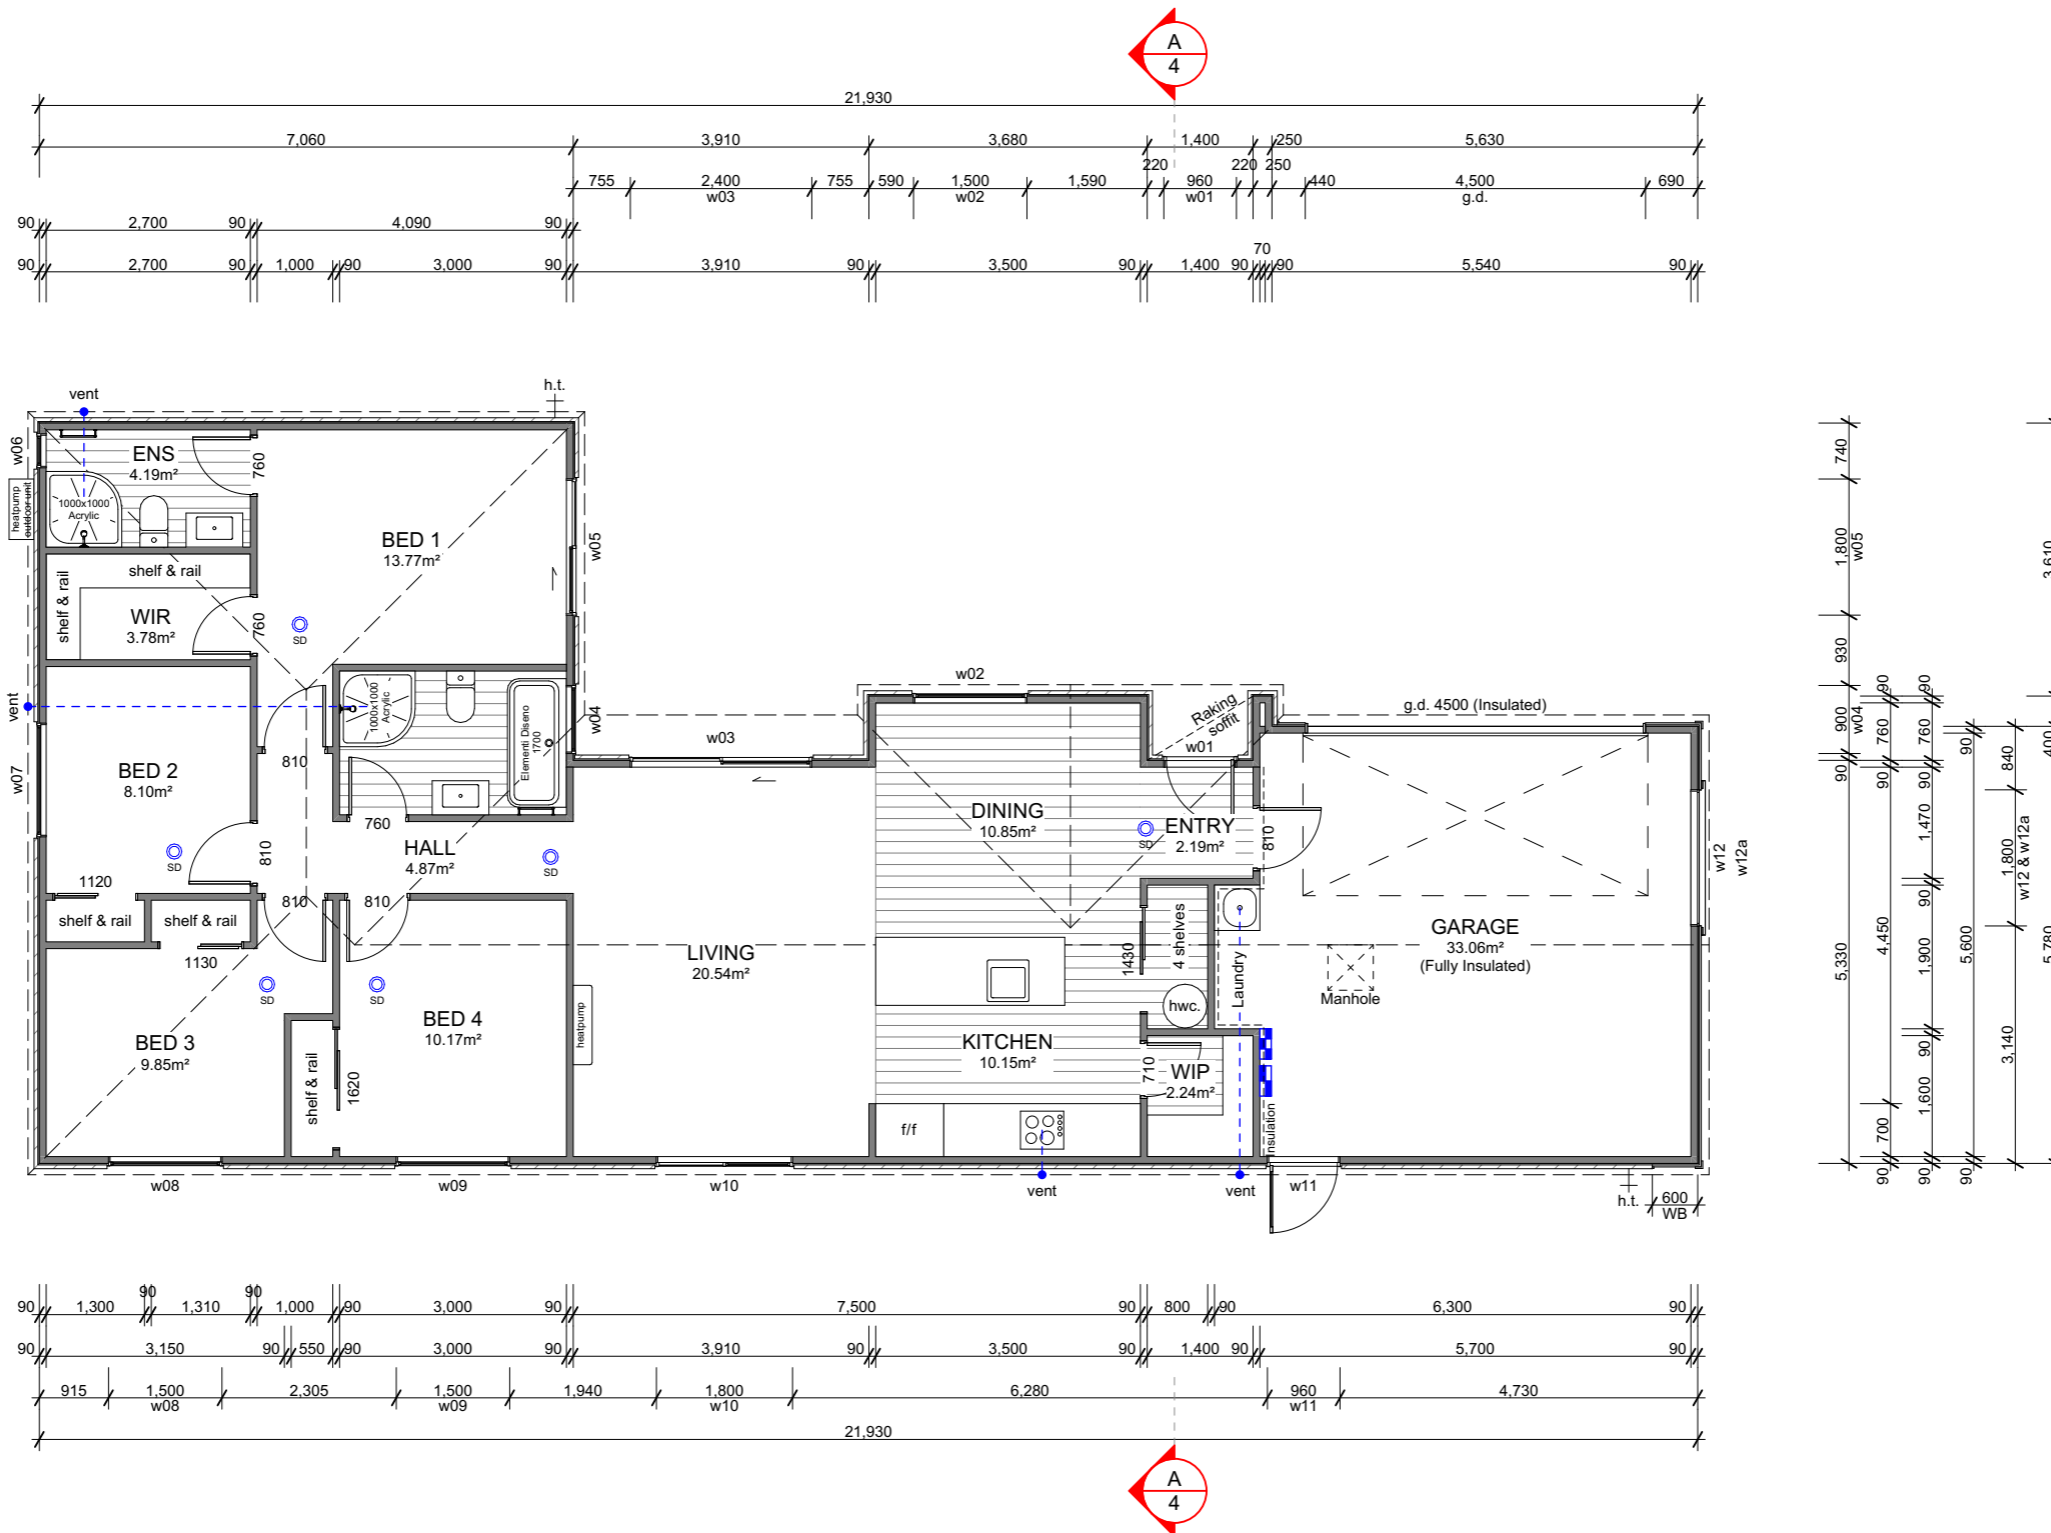 A
4
21,930
7,060 3,910 3,680 1,400 250 5,630
220 220 250
755 2,400 755 590 1,500 1,590 960 440 4,500 690
w03 w02 w01 g.d.
90 2,700 90 4,090 90
70
90 2,700 90 1,000 90 3,000 90 3,910 90 3,500 90 1,400 90 90 5,540 90
vent
h.t.
w06
heatpump
outdoor unit
ENS
4.19m²
1000x1000
Acrylic
760
BED 1
13.77m²
w05
shelf & rail
shelf & rail
WIR
3.78m²
760
SD
vent
1000x1000
Acrylic
Elementi Diseno
1700
w04
w03
w02
Raking
soffit
w01
g.d. 4500 (Insulated)
w07
BED 2
8.10m²
SD
810
810
760
HALL
4.87m²
DINING
10.85m²
SD
ENTRY
2.19m²
810
w12
w12a
1120
shelf & rail
shelf & rail
1130
810
810
SD
SD
BED 3
9.85m²
shelf & rail
1620
BED 4
10.17m²
heatpump
LIVING
20.54m²
1430
4 shelves
hwc.
Laundry
GARAGE
33.06m²
(Fully Insulated)
Manhole
KITCHEN
10.15m²
710
WIP
2.24m²
f/f
Insulation
w08
w09
w10
vent
vent
w11
h.t.
600
WB
740
1,800
w05
930
900
w04
90
5,330
90
760
90
4,450
700
90
90
760
90
1,470
90
1,900
90
1,600
90
90
5,600
90
840
1,800
w12 & w12a
3,140
3,610
400
5,780
90 1,300 90 1,310 90 1,000 90 3,000 90 7,500 90 800 90 6,300 90
90 3,150 90 550 90 3,000 90 3,910 90 3,500 90 1,400 90 5,700 90
915 1,500 2,305 1,500 1,940 1,800 6,280 960 4,730
w08 w09 w10 w11
21,930
A
4